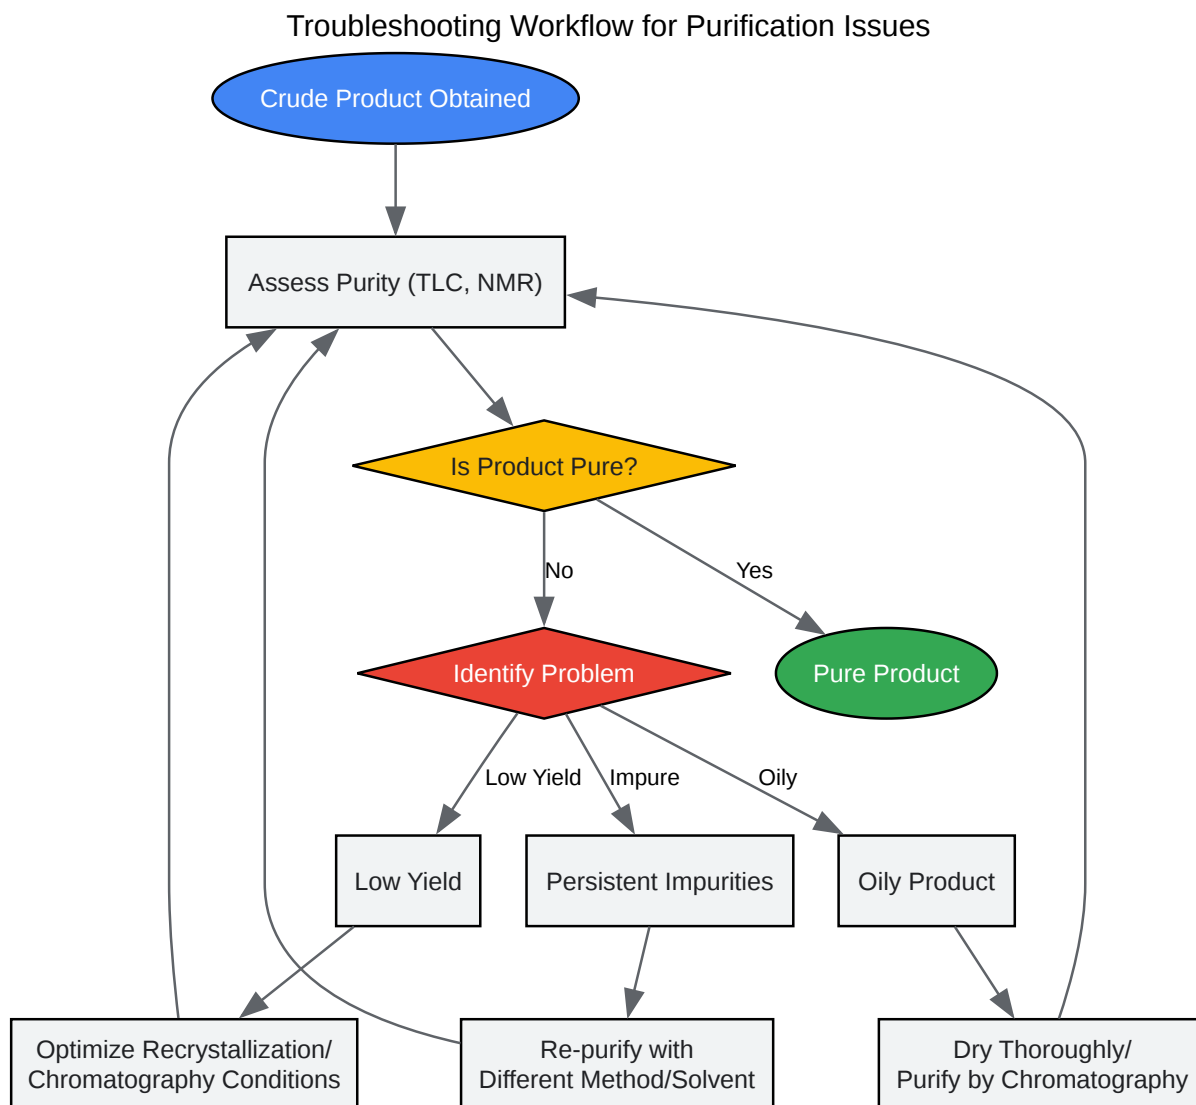 Troubleshooting Workflow for Purification Issues
Crude Product Obtained
Assess Purity (TLC, NMR)
Is Product Pure?
No
Yes
Identify Problem
Pure Product
Low Yield
Impure
Oily
Low Yield
Persistent Impurities
Oily Product
Optimize Recrystallization/
Chromatography Conditions
Re-purify with
Different Method/Solvent
Dry Thoroughly/
Purify by Chromatography